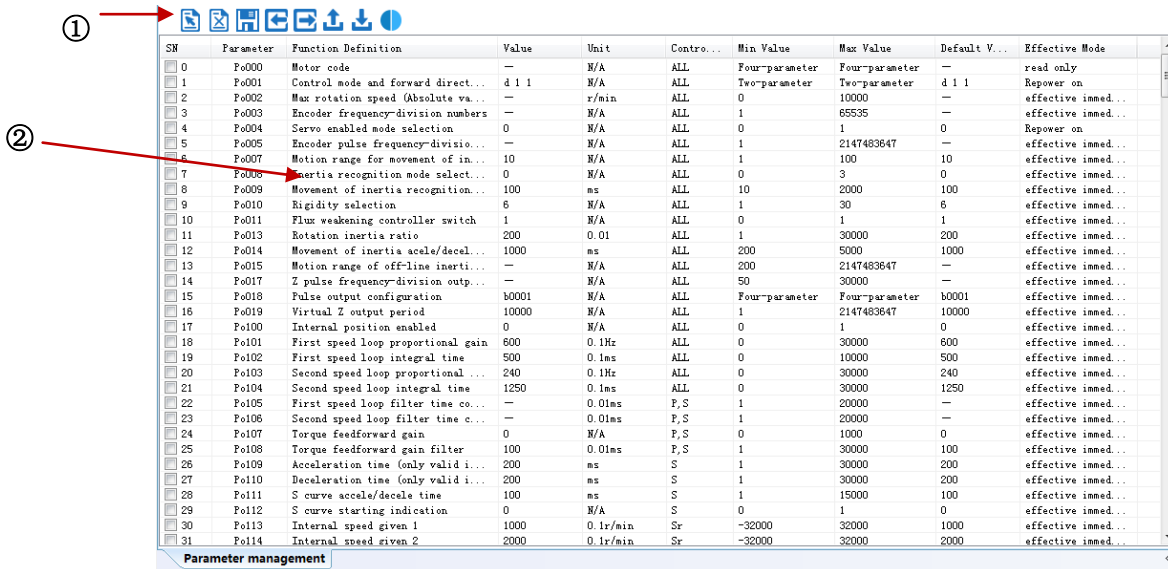 ①
SN Parameter Function Definition Value Unit Contro... Min Value Max Value Default V... Effective Mode
0 Po000 Motor code — N/A ALL Four-parameter Four-parameter — read only
1 Po001 Control mode and forward direct... d 1 1 N/A ALL Two-parameter Two-parameter d 1 1 Repower on
2 Po002 Max rotation speed (Absolute va... — r/min ALL 0 10000 — effective immed...
3 Po003 Encoder frequency-division numbers — N/A ALL 1 65535 — effective immed...
4 Po004 Servo enabled mode selection 0 N/A ALL 0 1 0 Repower on
②
5 Po005 Encoder pulse frequency-divisio... — N/A ALL 1 2147483647 — effective immed...
6 Po007 Motion range for movement of in... 10 N/A ALL 1 100 10 effective immed...
7 Po008 Inertia recognition mode select... 0 N/A ALL 0 3 0 effective immed...
8 Po009 Movement of inertia recognition... 100 ms ALL 10 2000 100 effective immed...
9 Po010 Rigidity selection 6 N/A ALL 1 30 6 effective immed...
10 Po011 Flux weakening controller switch 1 N/A ALL 0 1 1 effective immed...
11 Po013 Rotation inertia ratio 200 0.01 ALL 1 30000 200 effective immed...
12 Po014 Movement of inertia acele/decel... 1000 ms ALL 200 5000 1000 effective immed...
13 Po015 Motion range of off-line inerti... — N/A ALL 200 2147483647 — effective immed...
14 Po017 Z pulse frequency-division outp... — N/A ALL 50 30000 — effective immed...
15 Po018 Pulse output configuration b0001 N/A ALL Four-parameter Four-parameter b0001 effective immed...
16 Po019 Virtual Z output period 10000 N/A ALL 1 2147483647 10000 effective immed...
17 Po100 Internal position enabled 0 N/A ALL 0 1 0 effective immed...
18 Po101 First speed loop proportional gain 600 0.1Hz ALL 0 30000 600 effective immed...
19 Po102 First speed loop integral time 500 0.1ms ALL 0 10000 500 effective immed...
20 Po103 Second speed loop proportional ... 240 0.1Hz ALL 0 30000 240 effective immed...
21 Po104 Second speed loop integral time 1250 0.1ms ALL 0 30000 1250 effective immed...
22 Po105 First speed loop filter time co... — 0.01ms P,S 1 20000 — effective immed...
23 Po106 Second speed loop filter time c... — 0.01ms P,S 1 20000 — effective immed...
24 Po107 Torque feedforward gain 0 N/A P,S 0 1000 0 effective immed...
25 Po108 Torque feedforward gain filter 100 0.01ms P,S 1 30000 100 effective immed...
26 Po109 Acceleration time (only valid i... 200 ms S 1 30000 200 effective immed...
27 Po110 Deceleration time (only valid i... 200 ms S 1 30000 200 effective immed...
28 Po111 S curve accele/decele time 100 ms S 1 15000 100 effective immed...
29 Po112 S curve starting indication 0 N/A S 0 1 0 effective immed...
30 Po113 Internal speed given 1 1000 0.1r/min Sr -32000 32000 1000 effective immed...
31 Po114 Internal speed given 2 2000 0.1r/min Sr -32000 32000 2000 effective immed...
Parameter management